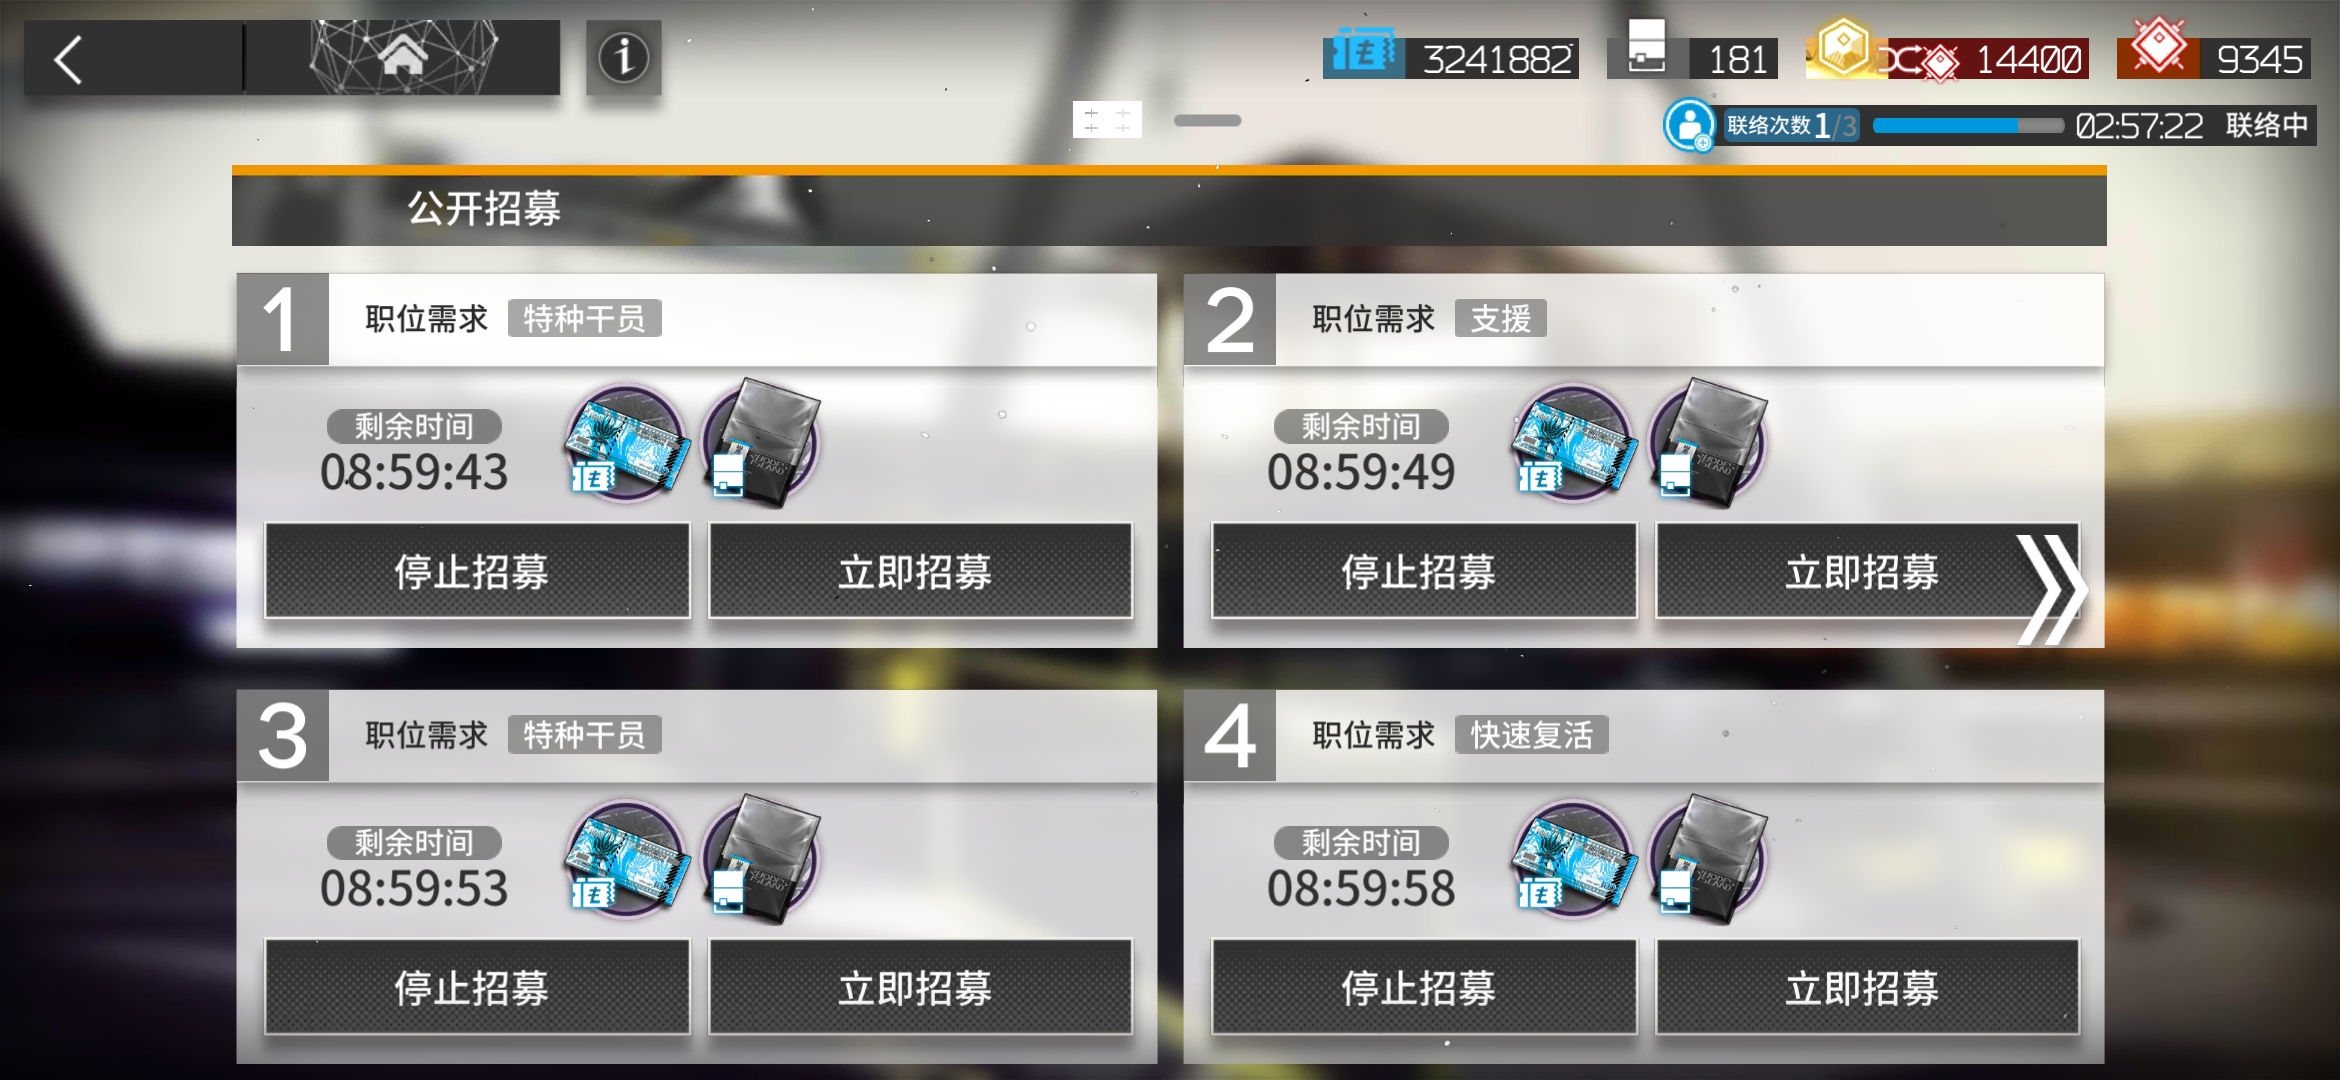 3241882 181 14400 9345
联络次数 1/3 02:57:22 联络中
公开招募
1 职位需求 特种干员
剩余时间
08:59:43
停止招募 立即招募
2 职位需求 支援
剩余时间
08:59:49
停止招募 立即招募
3 职位需求 特种干员
剩余时间
08:59:53
停止招募 立即招募
4 职位需求 快速复活
剩余时间
08:59:58
停止招募 立即招募